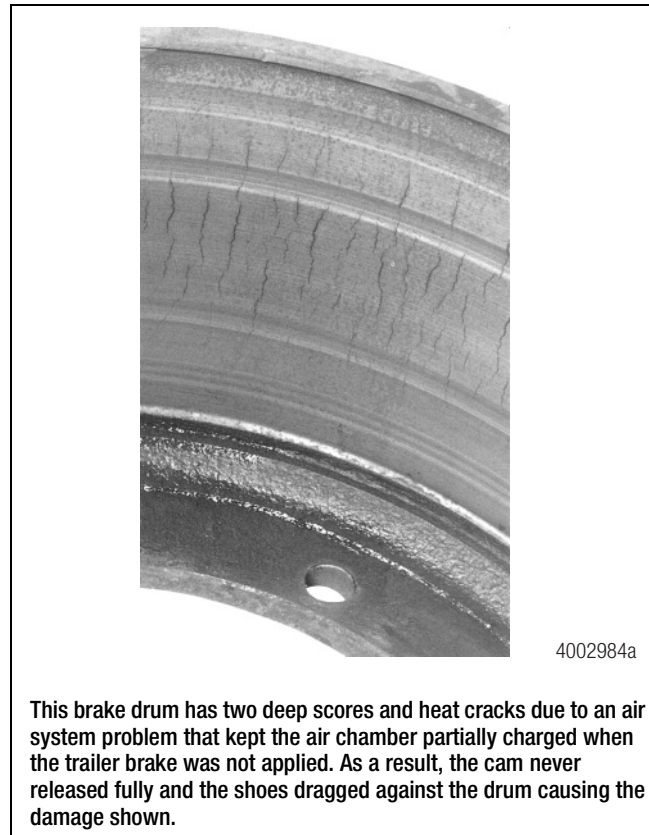 4002984a
This brake drum has two deep scores and heat cracks due to an air
system problem that kept the air chamber partially charged when
the trailer brake was not applied. As a result, the cam never
released fully and the shoes dragged against the drum causing the
damage shown.